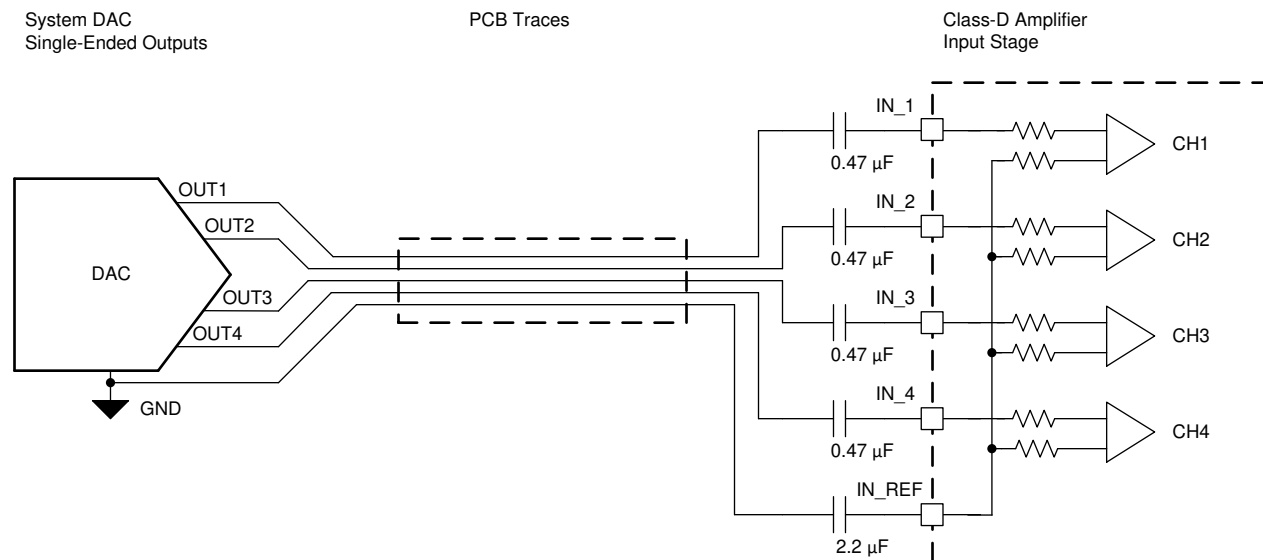 System DAC
Single-Ended Outputs
PCB Traces
Class-D Amplifier
Input Stage
IN_1
0.47 µF
CH1
OUT1
OUT2
DAC
OUT3
OUT4
GND
IN_2
0.47 µF
CH2
IN_3
0.47 µF
CH3
IN_4
0.47 µF
CH4
IN_REF
2.2 µF